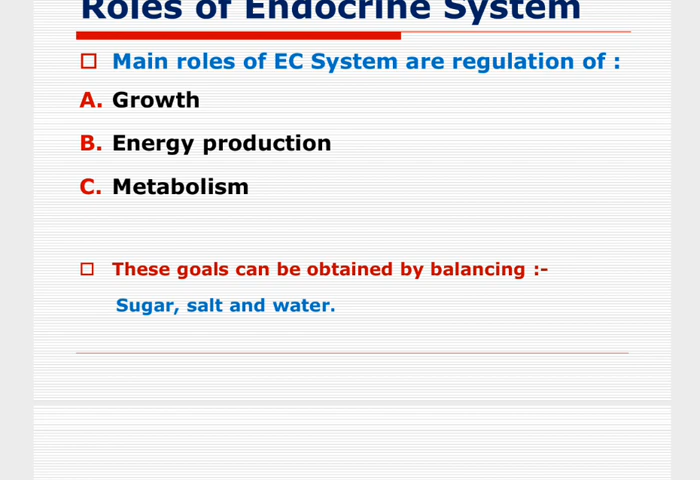 Roles of Endocrine System
Main roles of EC System are regulation of :
A. Growth
B. Energy production
C. Metabolism
These goals can be obtained by balancing :-
Sugar, salt and water.